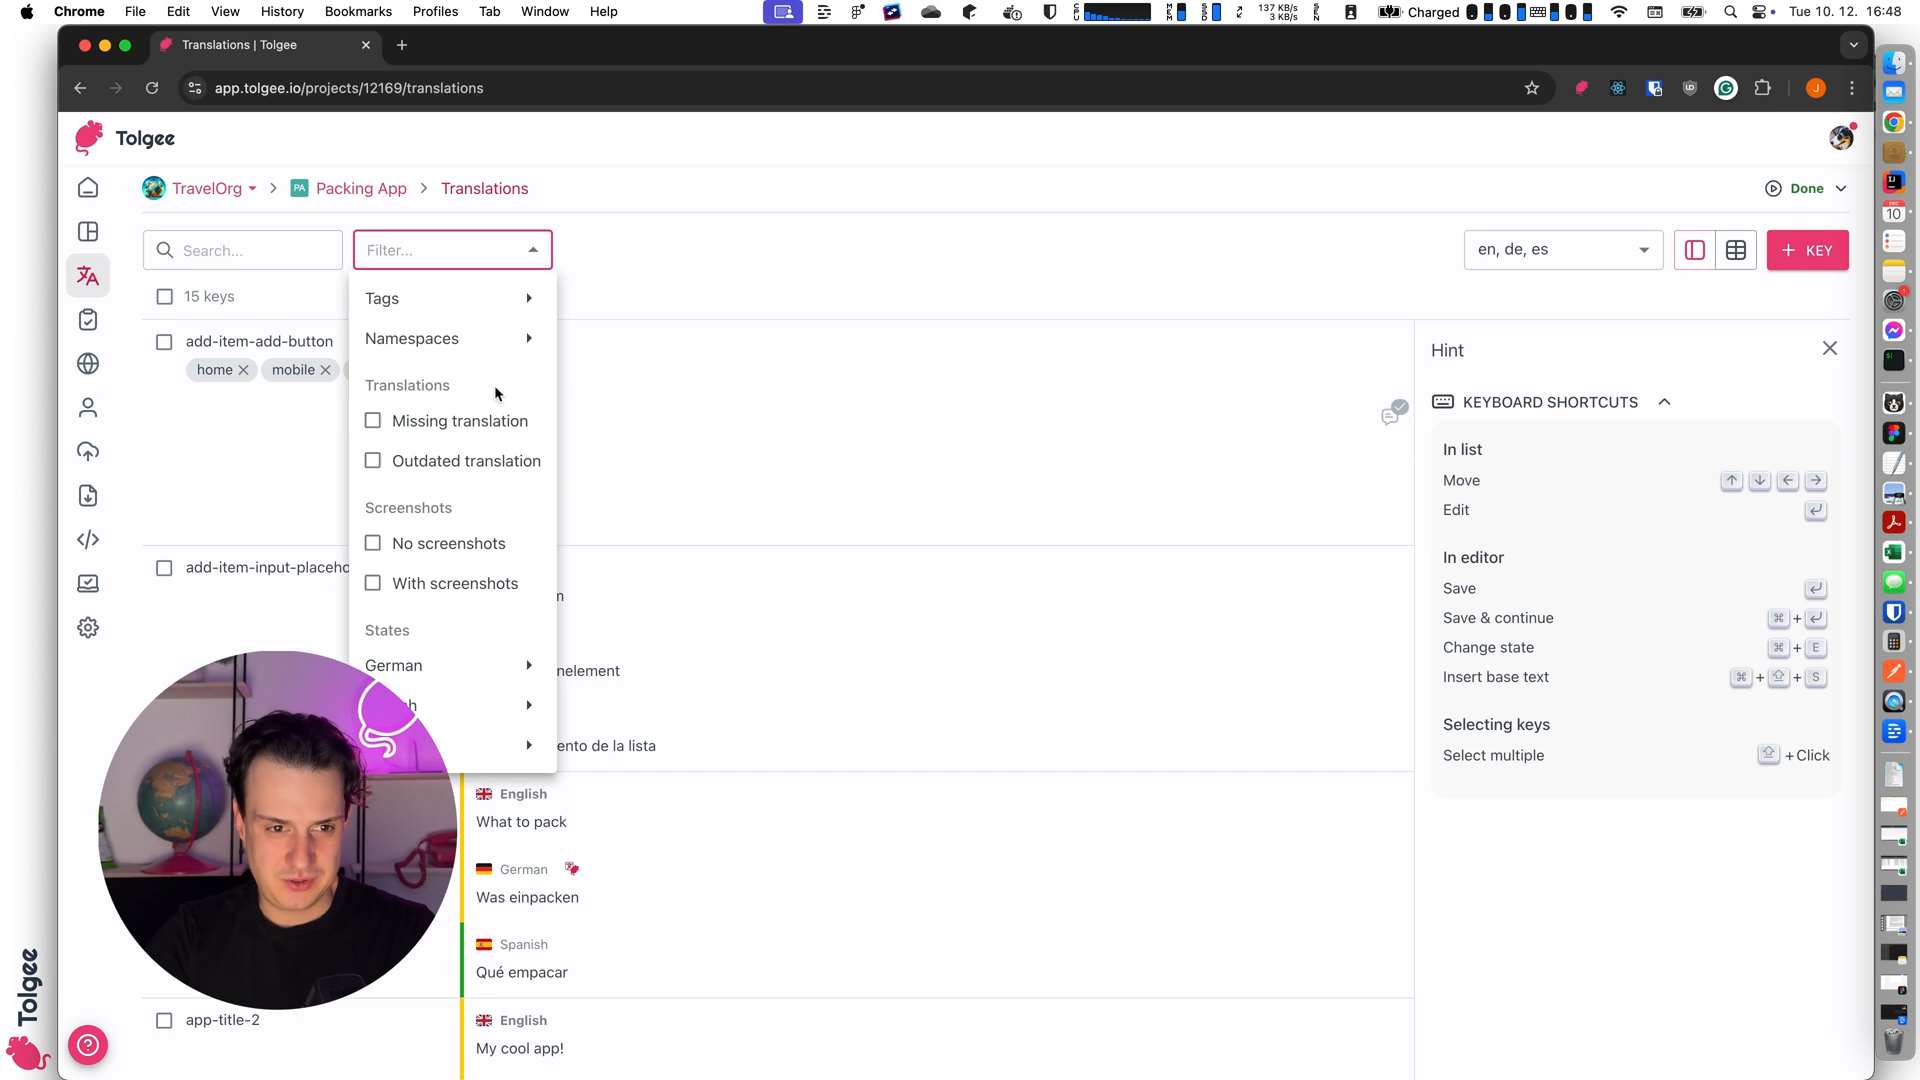 Chrome File Edit View History Bookmarks Profiles Tab Window Help
137 KB/s
3 KB/s
Charged
Tue 10. 12. 16:48
Translations | Tolgee
app.tolgee.io/projects/12169/translations
J
Tolgee
TravelOrg
PA Packing App
Translations
Done
Search...
Filter...
en, de, es
+ KEY
15 keys
Tags
Namespaces
Translations
Missing translation
Outdated translation
Screenshots
No screenshots
With screenshots
States
German
add-item-add-button
home
mobile
add-item-input-placeho
nelement
ento de la lista
English
What to pack
German
Was einpacken
Spanish
Qué empacar
app-title-2
English
My cool app!
Hint
KEYBOARD SHORTCUTS
In list
Move ↑ ↓ ← →
Edit
In editor
Save
Save & continue ⌘ +
Change state ⌘ + E
Insert base text ⌘ + + S
Selecting keys
Select multiple + Click
Tolgee